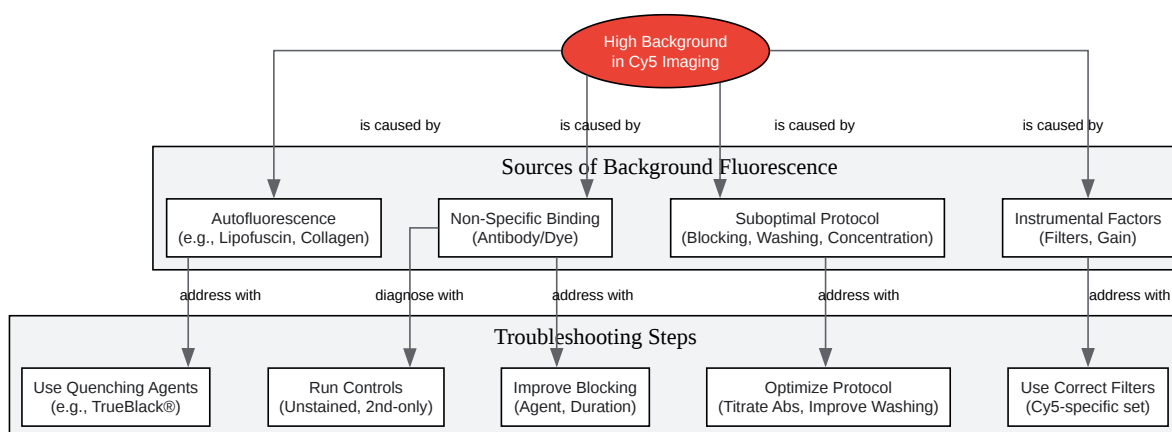 High Background
in Cy5 Imaging
is caused by
is caused by
is caused by
is caused by
Sources of Background Fluorescence
Autofluorescence
(e.g., Lipofuscin, Collagen)
Non-Specific Binding
(Antibody/Dye)
Suboptimal Protocol
(Blocking, Washing, Concentration)
Instrumental Factors
(Filters, Gain)
address with
diagnose with
address with
address with
address with
Troubleshooting Steps
Use Quenching Agents
(e.g., TrueBlack®)
Run Controls
(Unstained, 2nd-only)
Improve Blocking
(Agent, Duration)
Optimize Protocol
(Titrate Abs, Improve Washing)
Use Correct Filters
(Cy5-specific set)